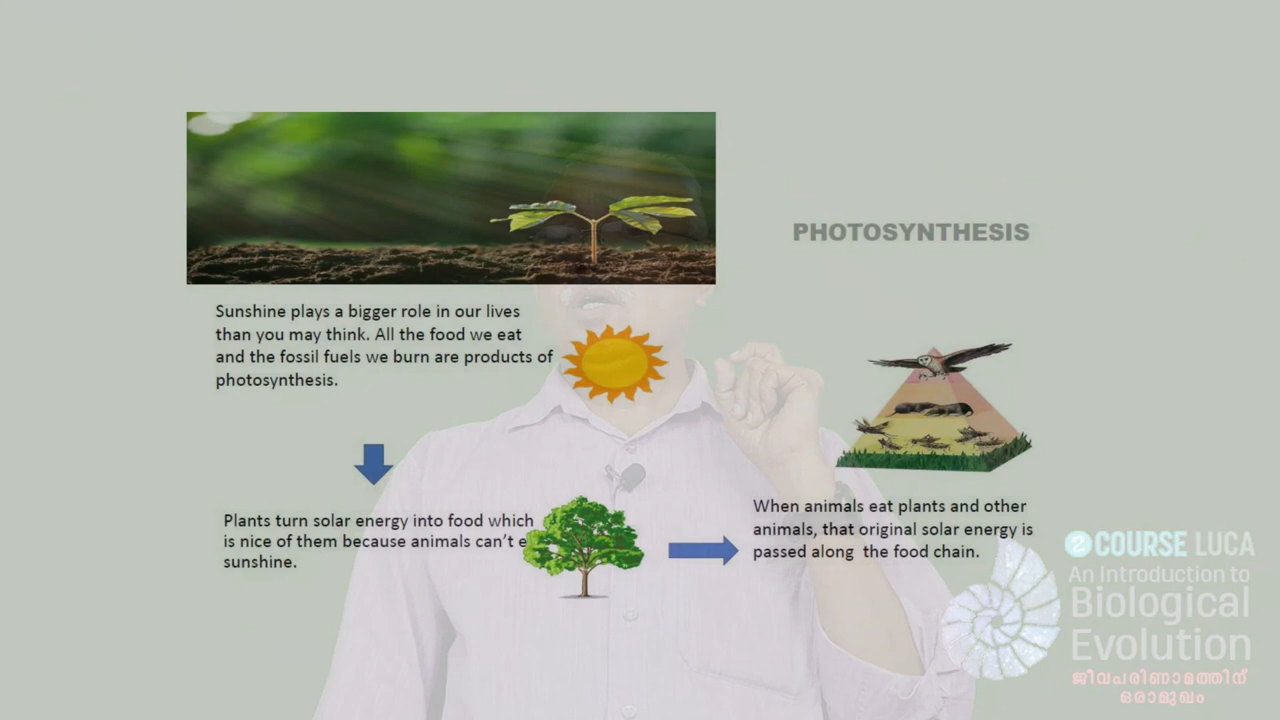 PHOTOSYNTHESIS
Sunshine plays a bigger role in our lives
than you may think. All the food we eat
and the fossil fuels we burn are products of
photosynthesis.
Plants turn solar energy into food which
is nice of them because animals can’t e
sunshine.
When animals eat plants and other
animals, that original solar energy is
passed along the food chain.
COURSE LUCA
An Introduction to
Biological
Evolution
ജീവപരിണാമത്തിന്
ഒരാമുഖം